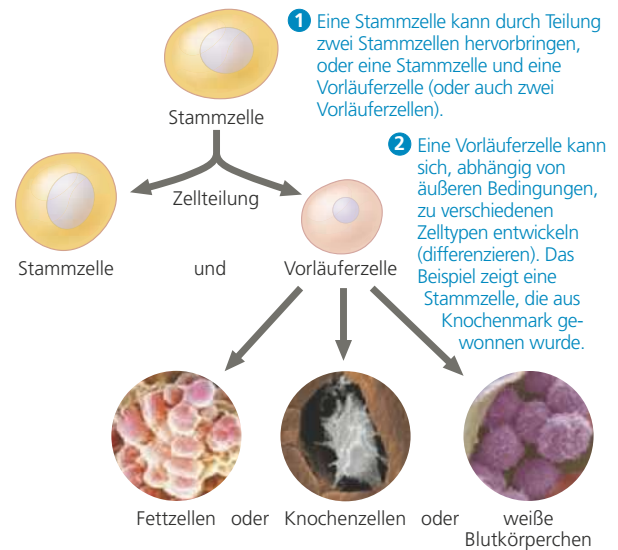 1 Eine Stammzelle kann durch Teilung
zwei Stammzellen hervorbringen,
oder eine Stammzelle und eine
Vorläuferzelle (oder auch zwei
Vorläuferzellen).
Stammzelle
2 Eine Vorläuferzelle kann
sich, abhängig von
äußeren Bedingungen,
zu verschiedenen
Zelltypen entwickeln
(differenzieren). Das
Beispiel zeigt eine
Stammzelle, die aus
Knochenmark ge-
wonnen wurde.
Zellteilung
Stammzelle und Vorläuferzelle
Fettzellen oder Knochenzellen oder weiße
Blutkörperchen